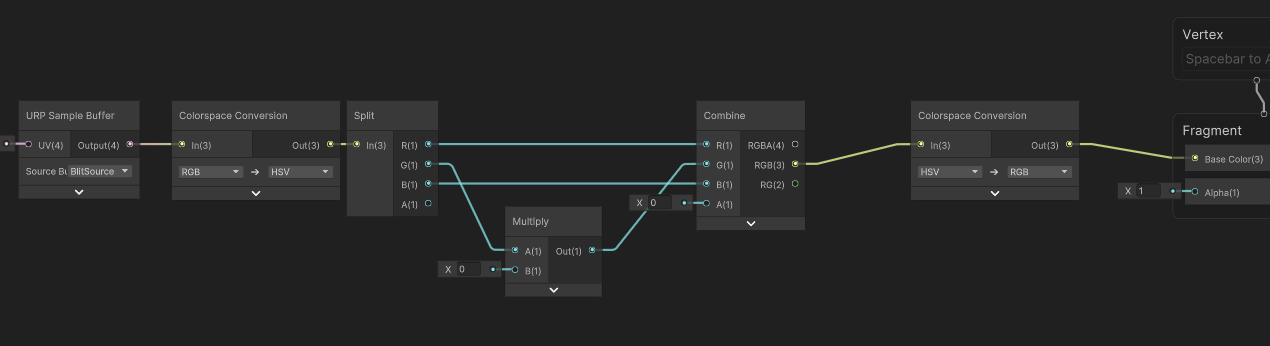 Vertex
Spacebar to A
URP Sample Buffer
UV(4) Output(4)
Source Bu BlitSource
Colorspace Conversion
In(3) Out(3)
RGB → HSV
Split
In(3) R(1)
G(1)
B(1)
A(1)
Multiply
A(1) Out(1)
B(1)
X 0
Combine
R(1) RGBA(4)
G(1) RGB(3)
B(1) RG(2)
A(1)
X 0
Colorspace Conversion
In(3) Out(3)
HSV → RGB
Fragment
Base Color(3)
X 1 Alpha(1)